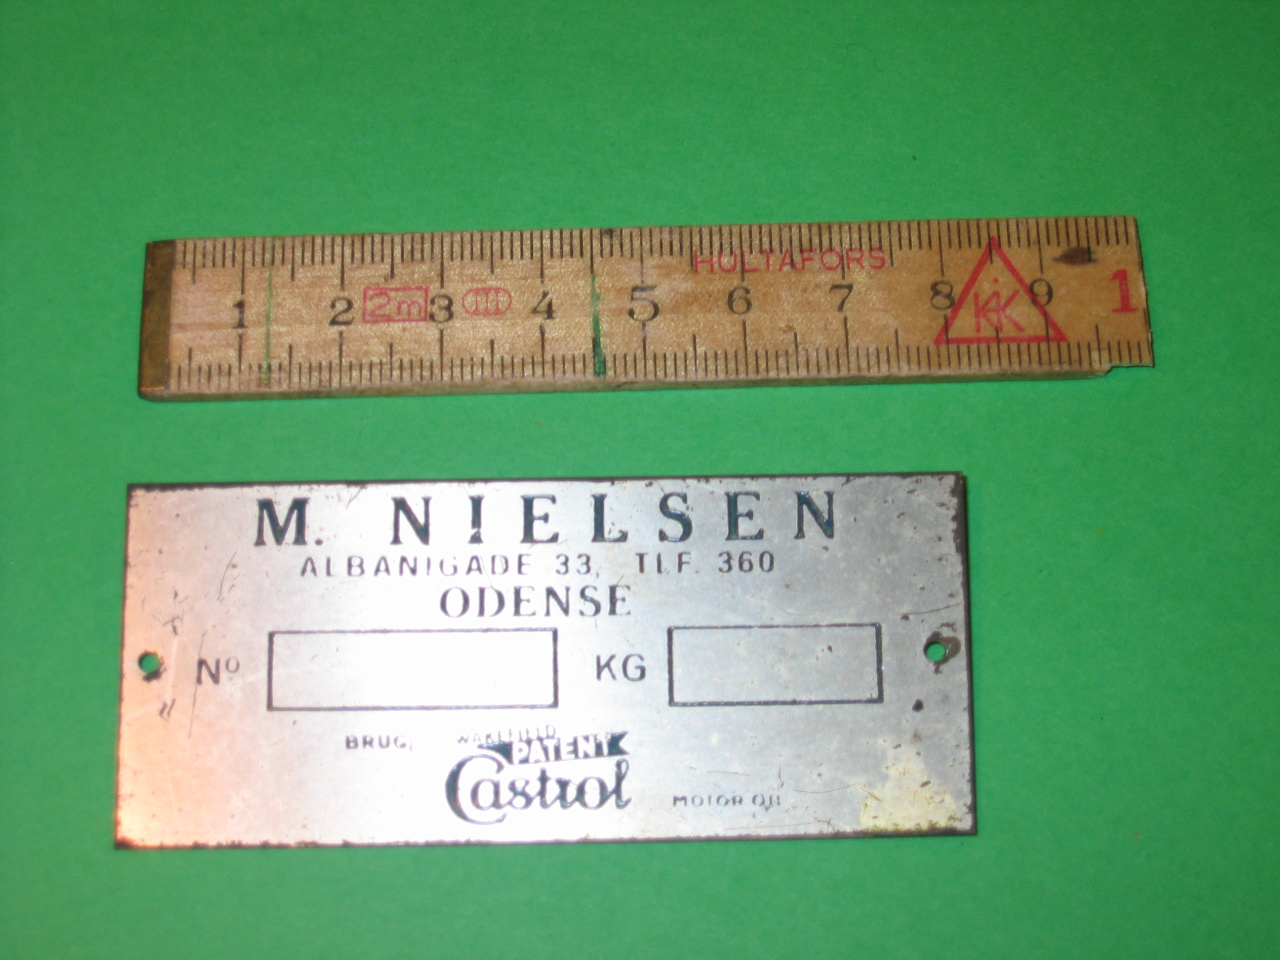 HULTAFORS
1 2 2m 3 4 5 6 7 8 KK 9 1
M. NIELSEN
ALBANIGADE 33, TLF. 360
ODENSE
No KG
BRUG WAKEFIELD
PATENT
Castrol MOTOR OIL